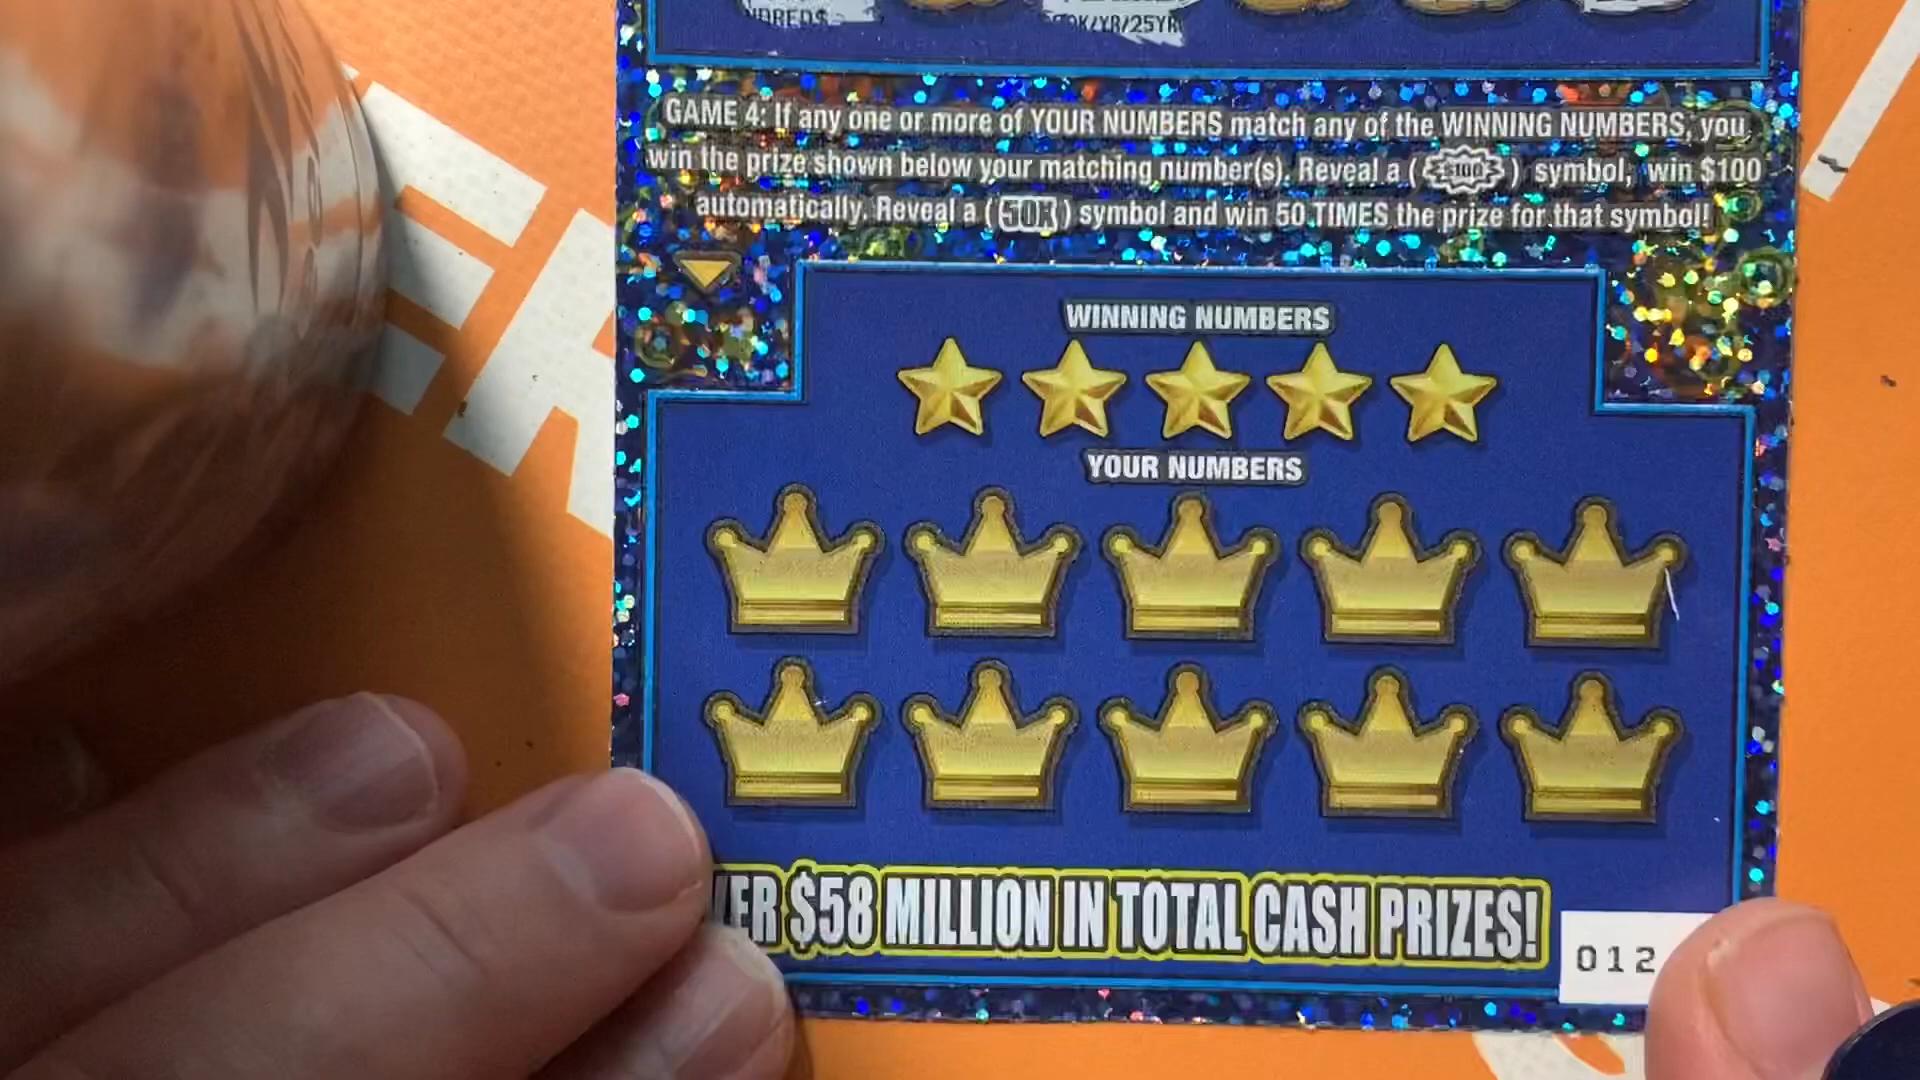 GAME 4: If any one or more of YOUR NUMBERS match any of the WINNING NUMBERS, you
win the prize shown below your matching number(s). Reveal a ( $100 ) symbol, win $100
automatically. Reveal a ( 50X ) symbol and win 50 TIMES the prize for that symbol!
WINNING NUMBERS
YOUR NUMBERS
$58 MILLION IN TOTAL CASH PRIZES!
012